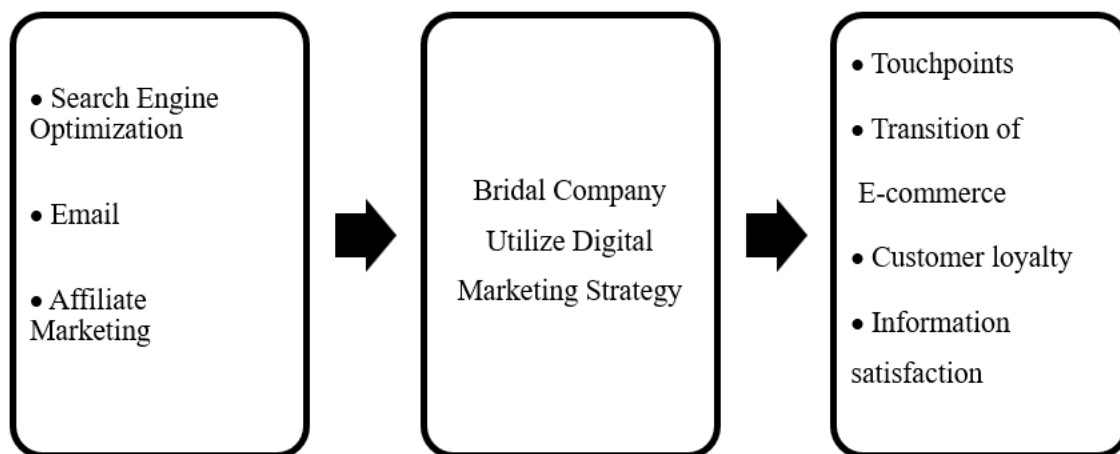 • Search Engine
Optimization
• Email
• Affiliate
Marketing
Bridal Company
Utilize Digital
Marketing Strategy
• Touchpoints
• Transition of
E-commerce
• Customer loyalty
• Information
satisfaction